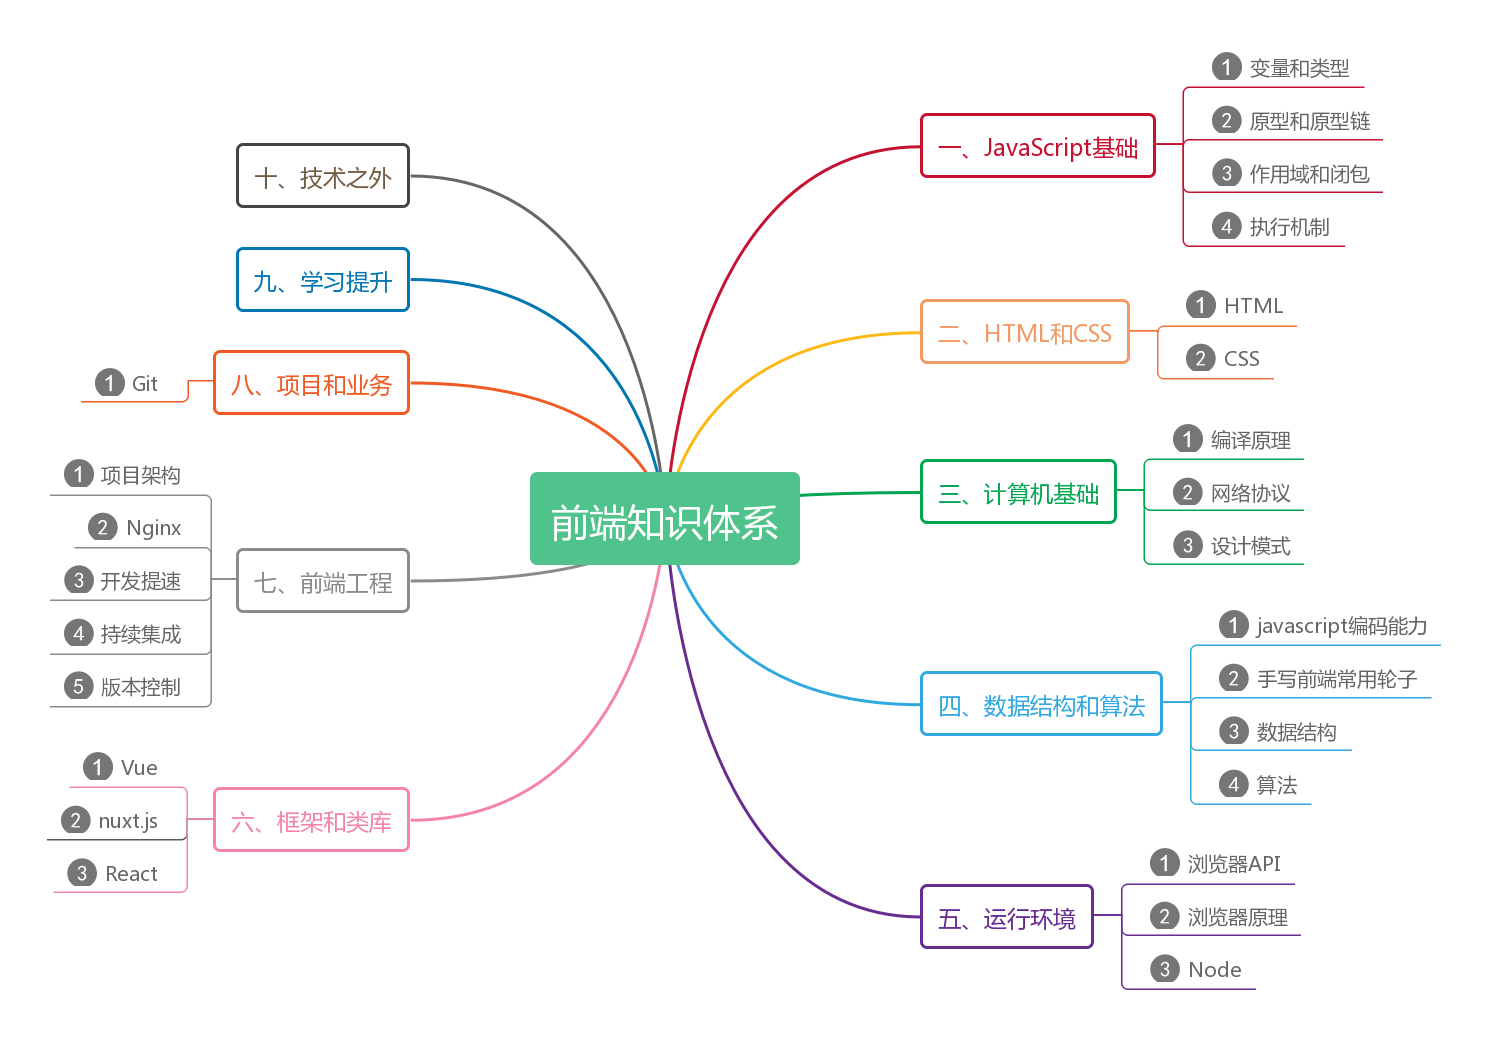 前端知识体系
一、JavaScript基础
1 变量和类型
2 原型和原型链
3 作用域和闭包
4 执行机制
二、HTML和CSS
1 HTML
2 CSS
三、计算机基础
1 编译原理
2 网络协议
3 设计模式
四、数据结构和算法
1 javascript编码能力
2 手写前端常用轮子
3 数据结构
4 算法
五、运行环境
1 浏览器API
2 浏览器原理
3 Node
六、框架和类库
1 Vue
2 nuxt.js
3 React
七、前端工程
1 项目架构
2 Nginx
3 开发提速
4 持续集成
5 版本控制
八、项目和业务
1 Git
九、学习提升
十、技术之外